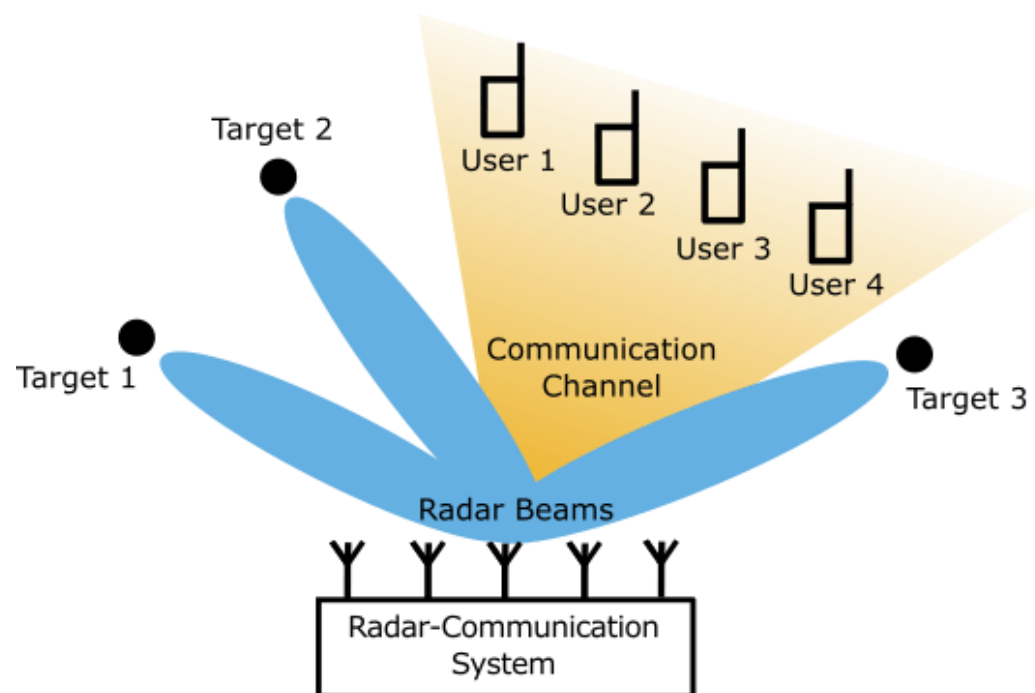 Target 2
User 1
User 2
User 3
User 4
Target 1
Communication
Channel
Target 3
Radar Beams
Radar-Communication
System